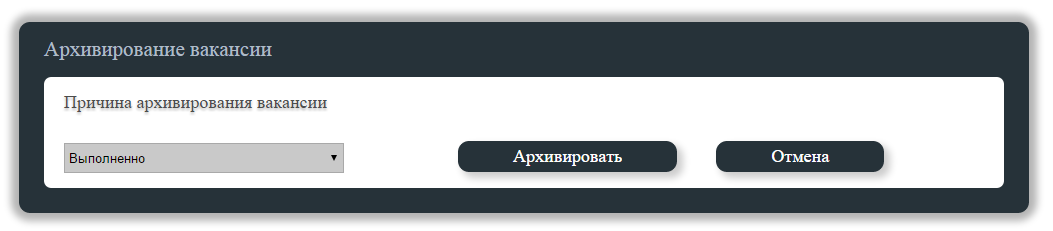 Архивирование вакансии
Причина архивирования вакансии
Выполненно Архивировать Отмена